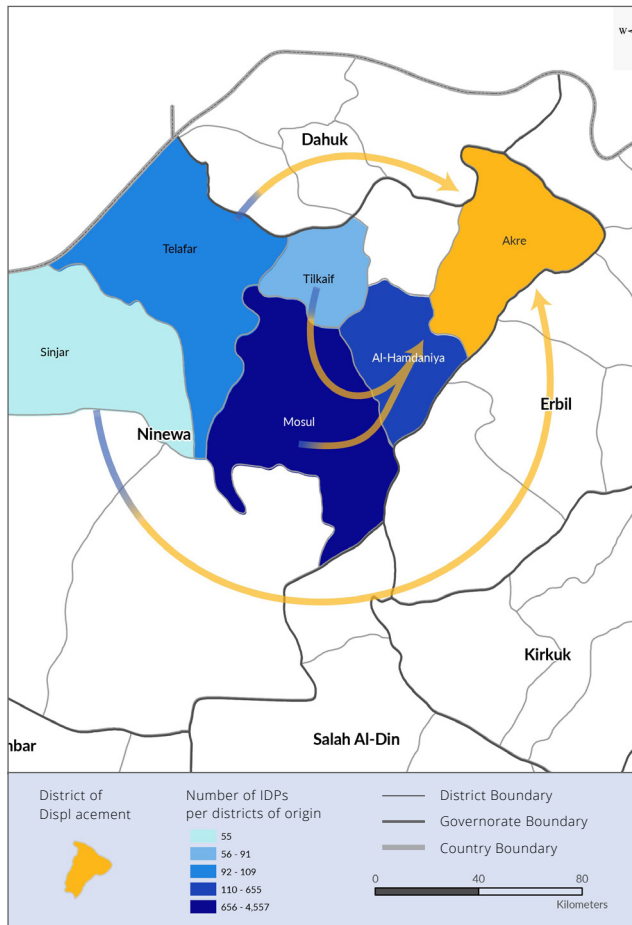 W
Dahuk
Telafar
Akre
Tilkaif
Sinjar
Al-Hamdaniya
Erbil
Mosul
Ninewa
Kirkuk
nbar
Salah Al-Din
District of
Displ acement
Number of IDPs
per districts of origin
55
56 - 91
92 - 109
110 - 655
656 - 4,557
District Boundary
Governorate Boundary
Country Boundary
0 40 80
Kilometers